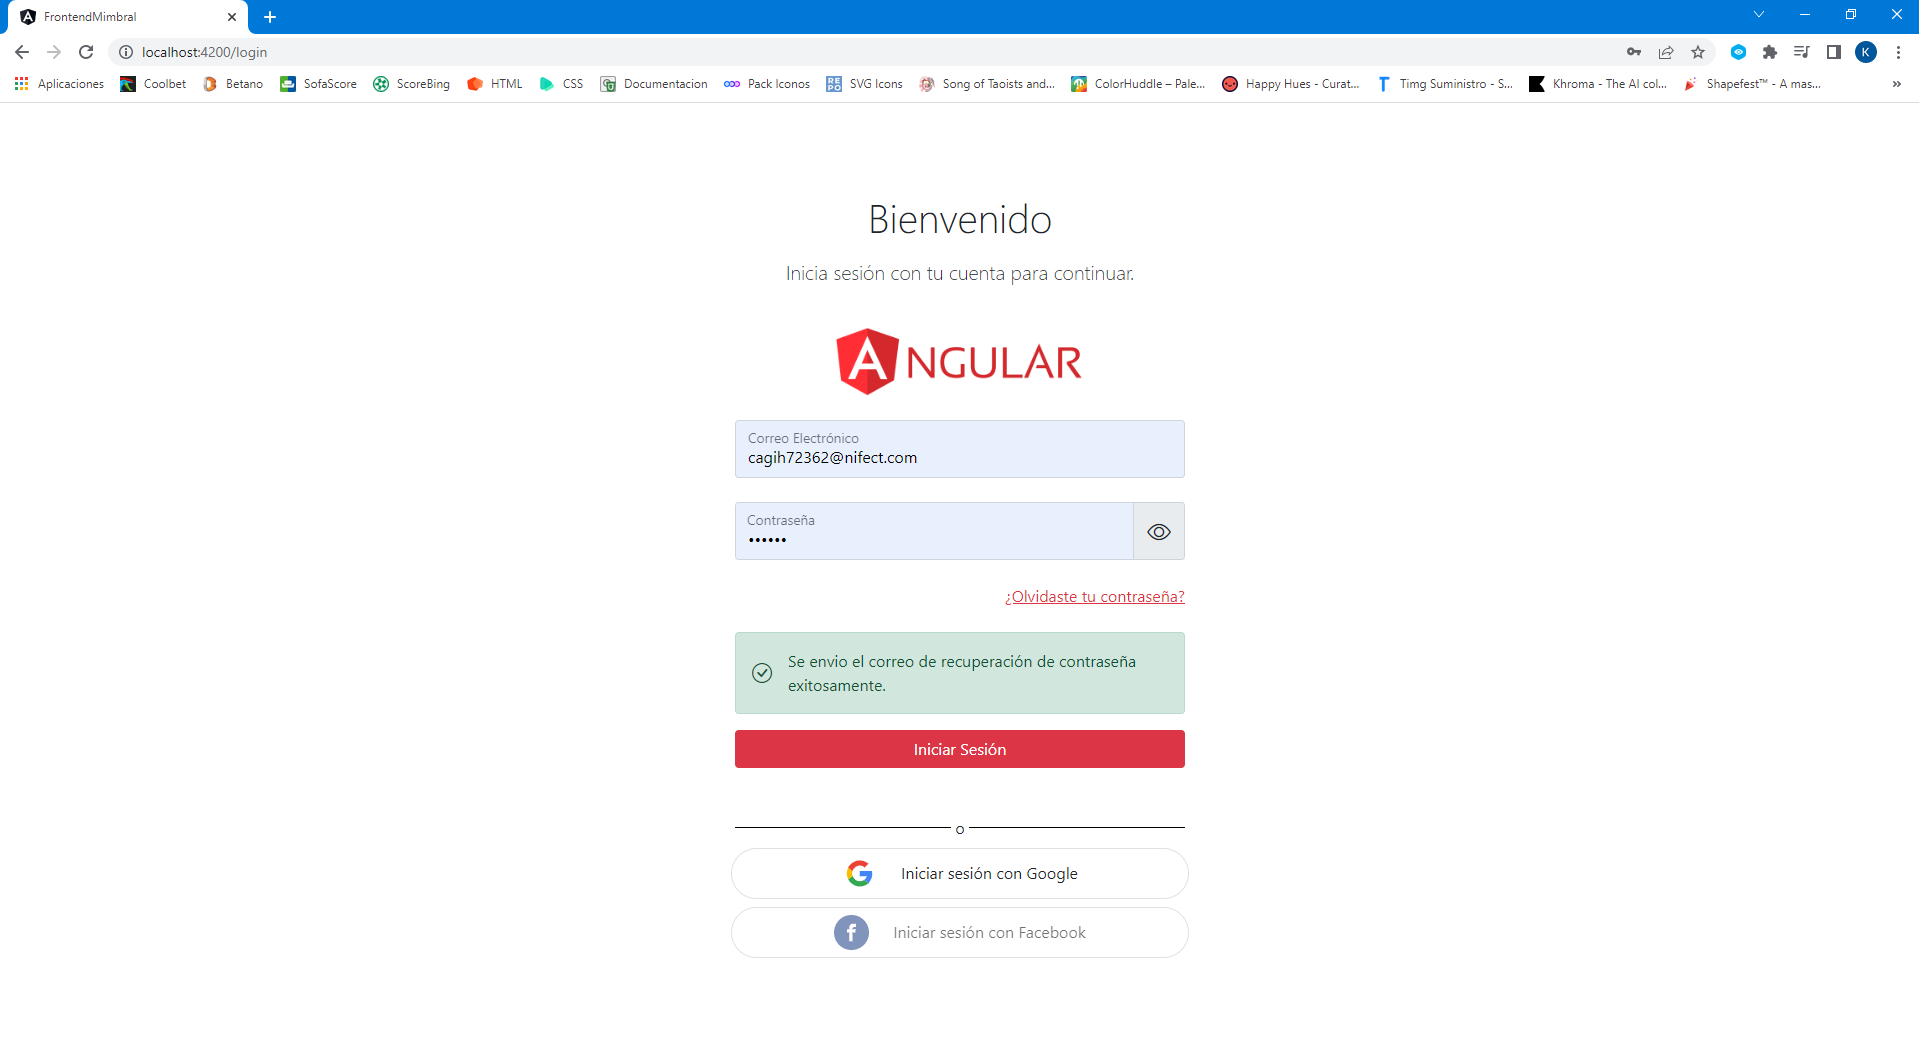 FrontendMimbral
localhost:4200/login
K
Aplicaciones Coolbet Betano SofaScore ScoreBing HTML CSS Documentacion Pack Iconos SVG Icons Song of Taoists and... ColorHuddle – Pale... Happy Hues - Curat... Timg Suministro - S... Khroma - The AI col... Shapefest™ - A mas... »
Bienvenido
Inicia sesión con tu cuenta para continuar.
ANGULAR
Correo Electrónico
cagih72362@nifect.com
Contraseña
••••••
¿Olvidaste tu contraseña?
Se envio el correo de recuperación de contraseña
exitosamente.
Iniciar Sesión
o
Iniciar sesión con Google
Iniciar sesión con Facebook